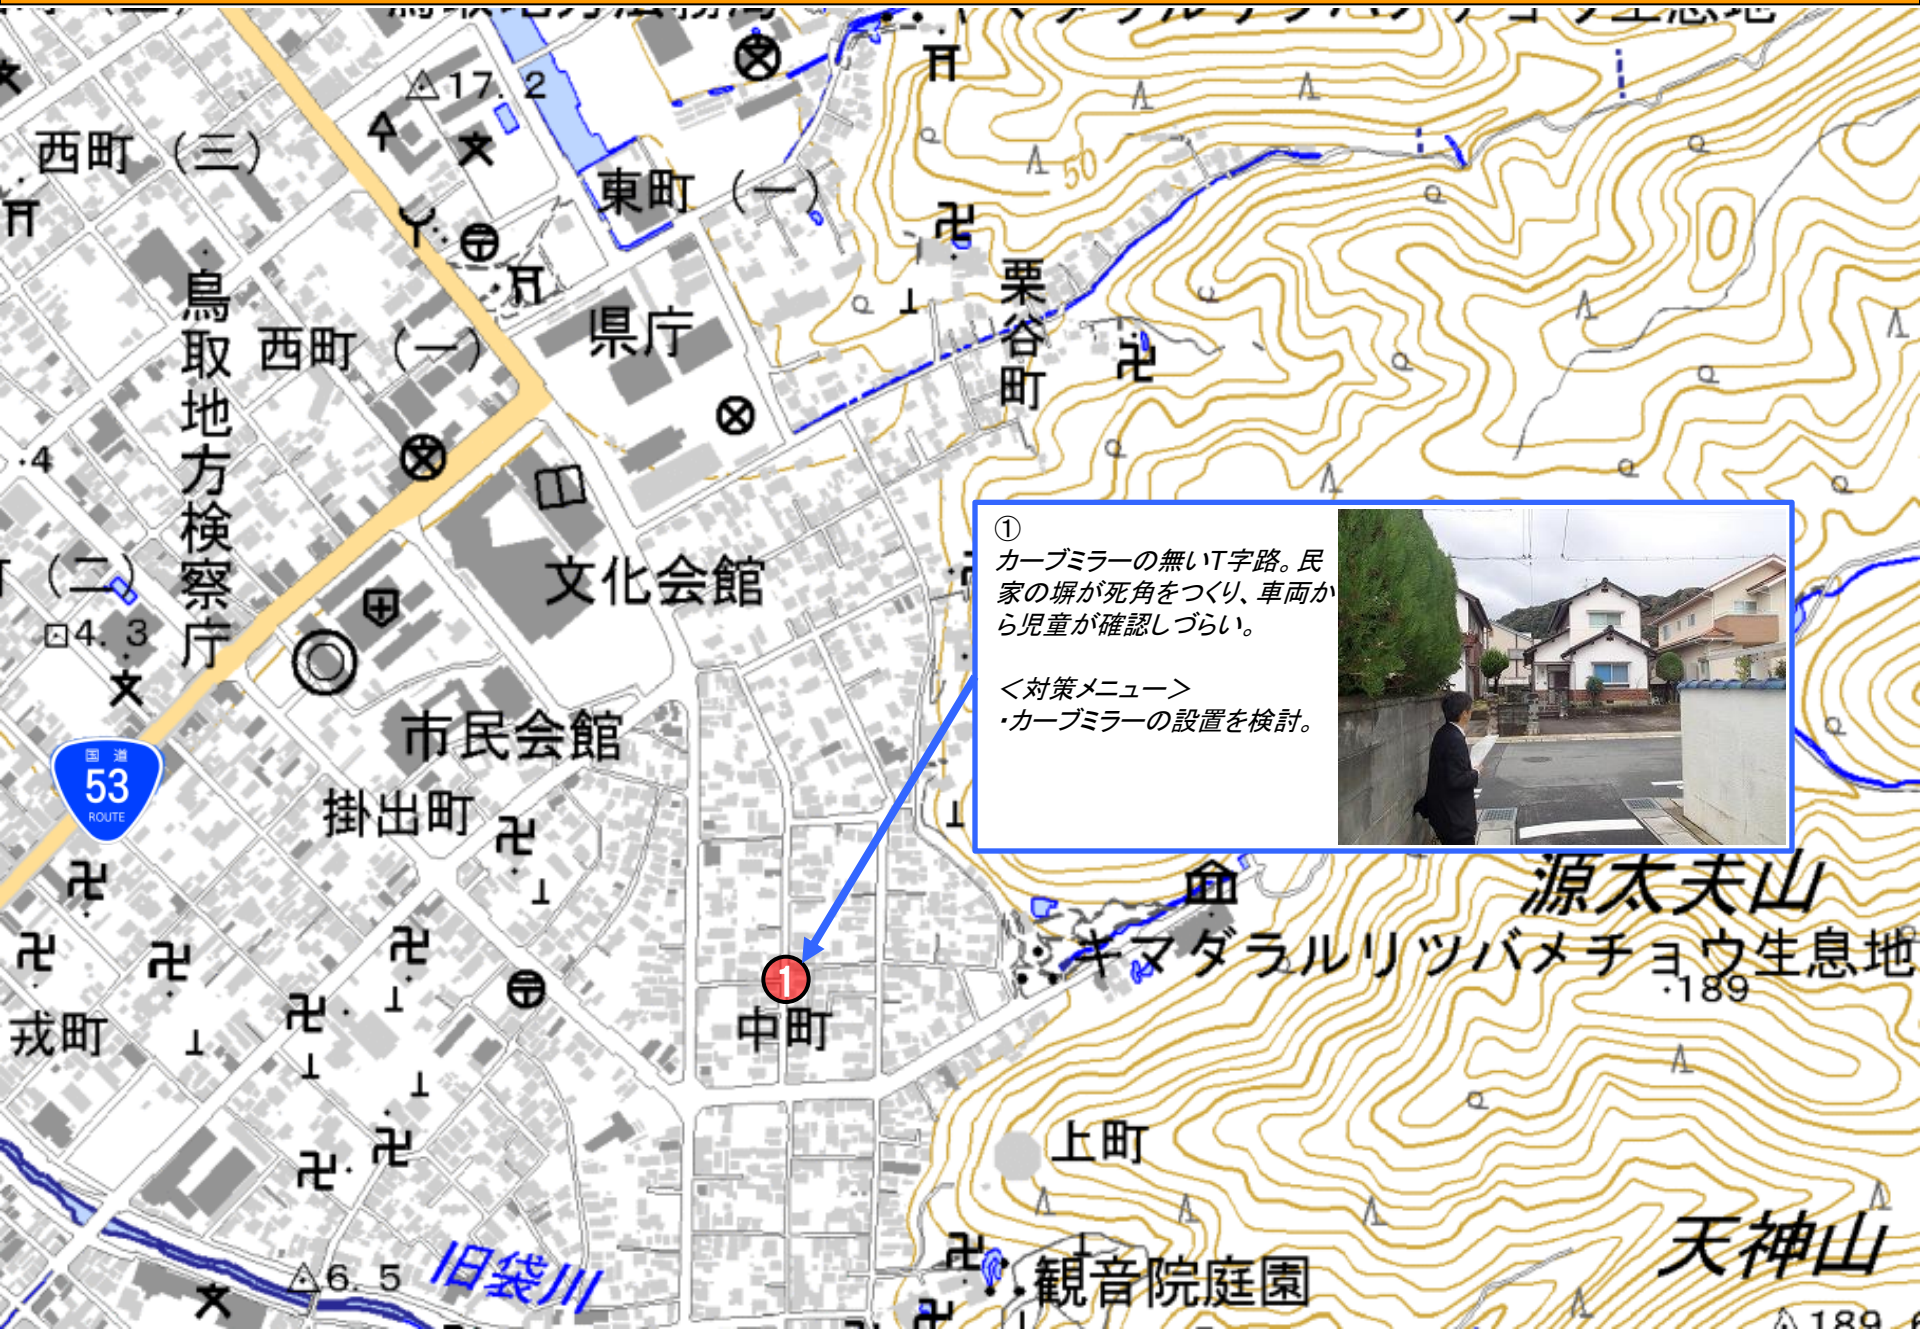 17.2
西町（三）
東町（一）
50
栗谷町
鳥取地方検察庁
西町（一）
県庁
・4
（二）
文化会館
4.3
①
カーブミラーの無いT字路。民
家の塀が死角をつくり、車両か
ら児童が確認しづらい。
＜対策メニュー＞
・カーブミラーの設置を検討。
市民会館
国道
53
ROUTE
掛出町
源太夫山
キマダラルリツバメチョウ生息地
・189
1
中町
戎町
上町
天神山
旧袋川
6.5
観音院庭園